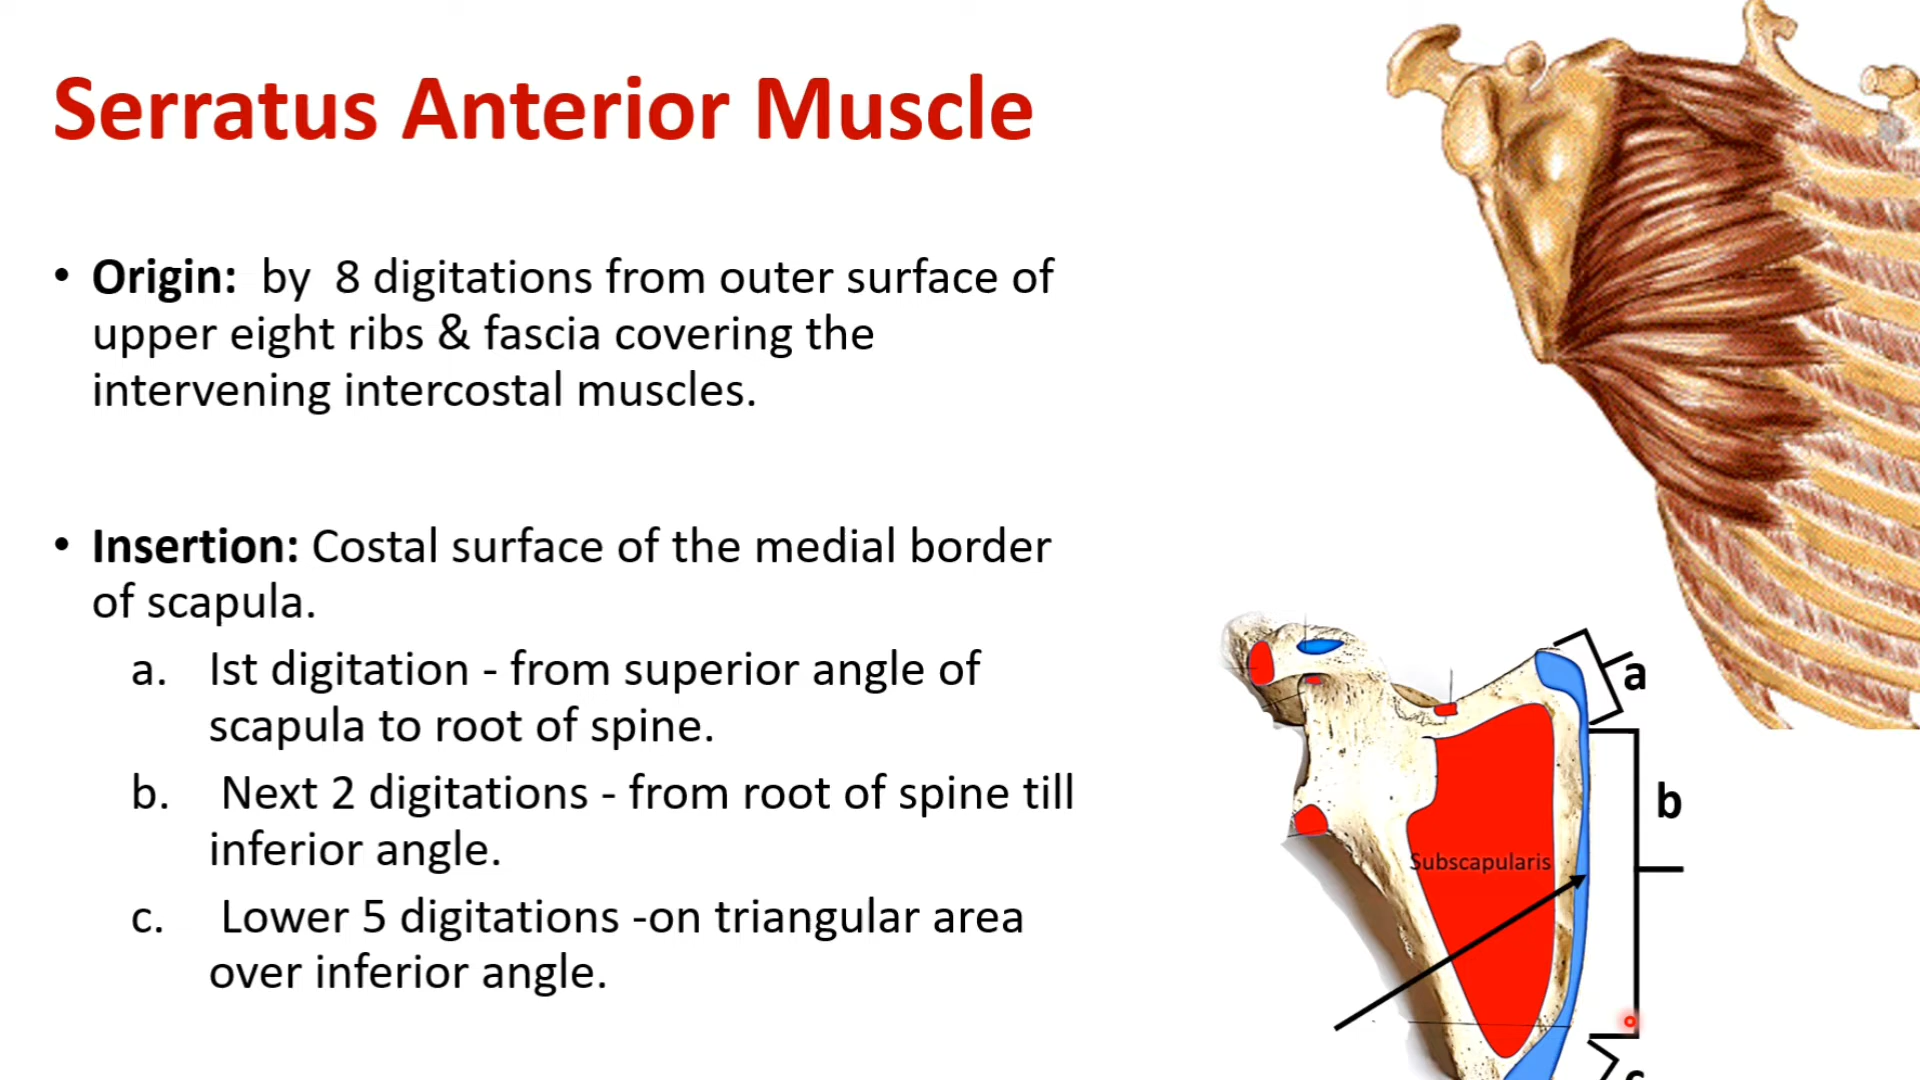 Serratus Anterior Muscle
• Origin: by 8 digitations from outer surface of
upper eight ribs & fascia covering the
intervening intercostal muscles.
• Insertion: Costal surface of the medial border
of scapula.
a. Ist digitation - from superior angle of
scapula to root of spine.
b. Next 2 digitations - from root of spine till
inferior angle.
c. Lower 5 digitations -on triangular area
over inferior angle.
a
b
Subscapularis
c